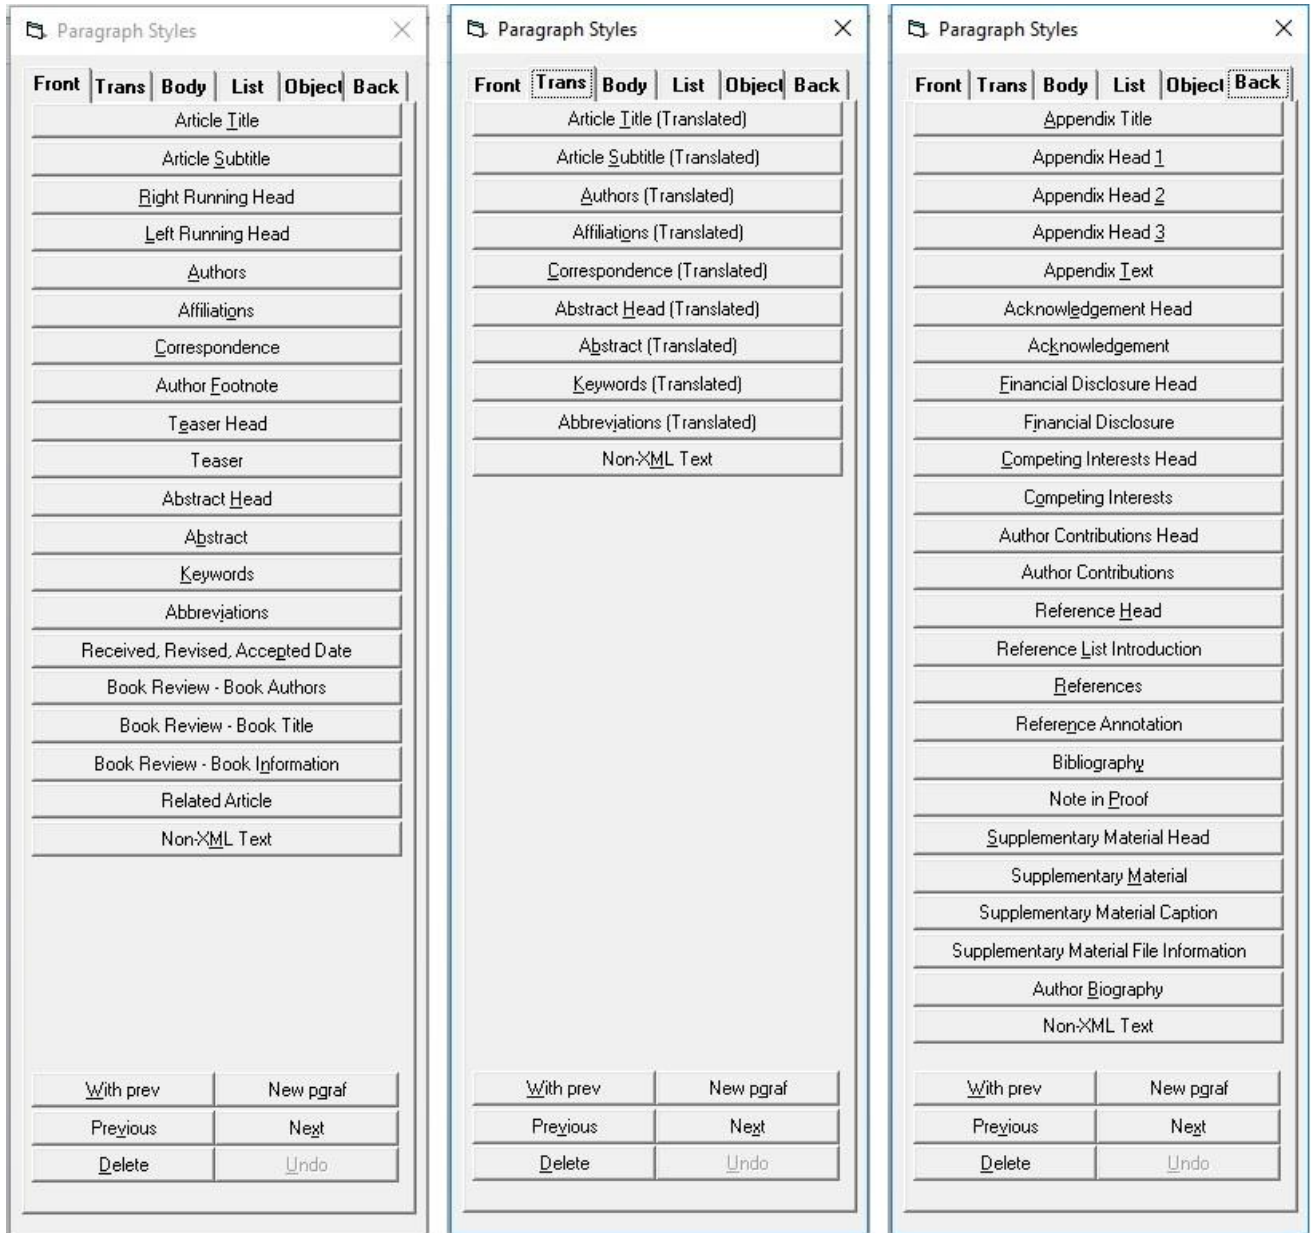 Paragraph Styles
Front Trans Body List Object Back
Article Title
Article Subtitle
Right Running Head
Left Running Head
Authors
Affiliations
Correspondence
Author Footnote
Teaser Head
Teaser
Abstract Head
Abstract
Keywords
Abbreviations
Received, Revised, Accepted Date
Book Review - Book Authors
Book Review - Book Title
Book Review - Book Information
Related Article
Non-XML Text
With prev New pgraf
Previous Next
Delete Undo
Paragraph Styles
Front Trans Body List Object Back
Article Title (Translated)
Article Subtitle (Translated)
Authors (Translated)
Affiliations (Translated)
Correspondence (Translated)
Abstract Head (Translated)
Abstract (Translated)
Keywords (Translated)
Abbreviations (Translated)
Non-XML Text
With prev New pgraf
Previous Next
Delete Undo
Paragraph Styles
Front Trans Body List Object Back
Appendix Title
Appendix Head 1
Appendix Head 2
Appendix Head 3
Appendix Text
Acknowledgement Head
Acknowledgement
Financial Disclosure Head
Financial Disclosure
Competing Interests Head
Competing Interests
Author Contributions Head
Author Contributions
Reference Head
Reference List Introduction
References
Reference Annotation
Bibliography
Note in Proof
Supplementary Material Head
Supplementary Material
Supplementary Material Caption
Supplementary Material File Information
Author Biography
Non-XML Text
With prev New pgraf
Previous Next
Delete Undo